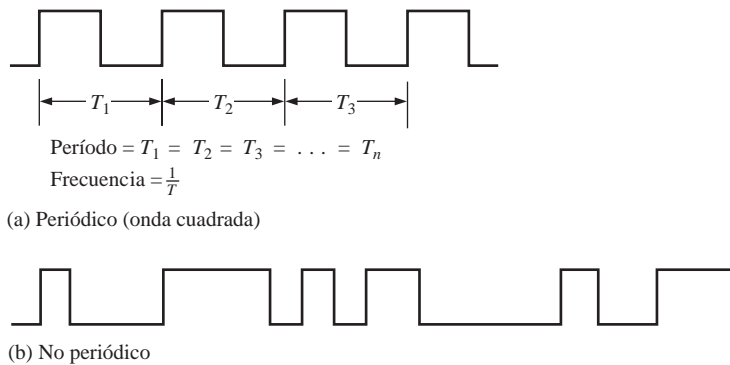 T₁ T₂ T₃
Período = T₁ = T₂ = T₃ = . . . = Tₙ
Frecuencia = 1/T
(a) Periódico (onda cuadrada)
(b) No periódico